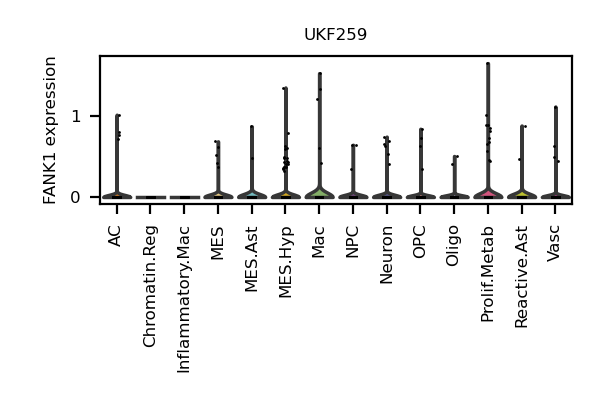 UKF259
FANK1 expression
1
0
AC
Chromatin.Reg
Inflammatory.Mac
MES
MES.Ast
MES.Hyp
Mac
NPC
Neuron
OPC
Oligo
Prolif.Metab
Reactive.Ast
Vasc